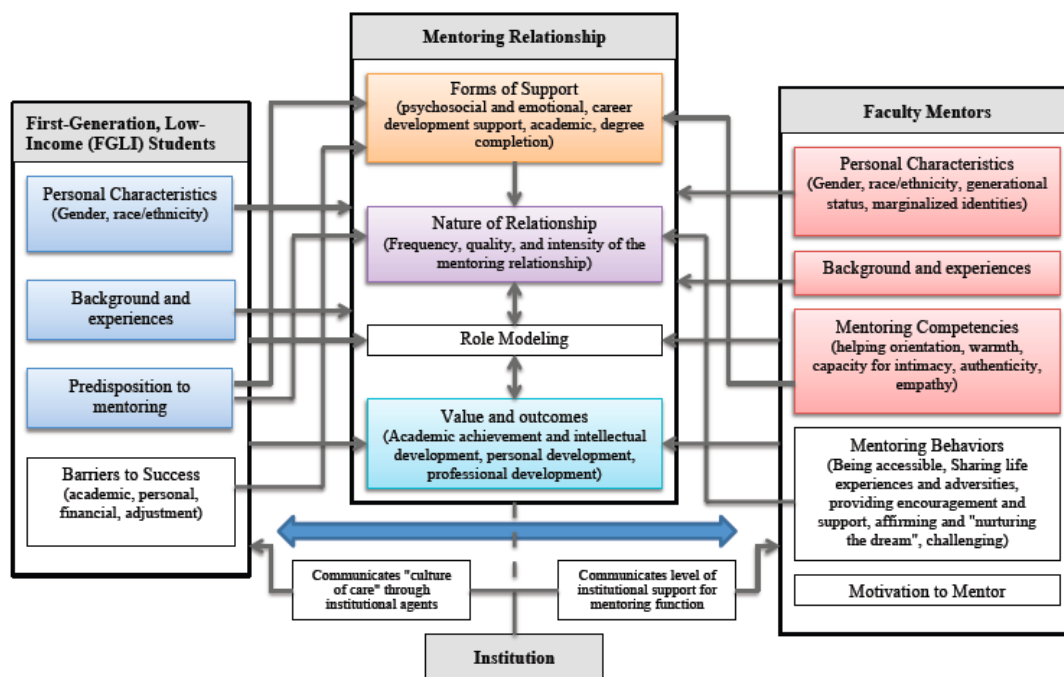 Mentoring Relationship
Forms of Support
(psychosocial and emotional, career
development support, academic, degree
completion)
Nature of Relationship
(Frequency, quality, and intensity of the
mentoring relationship)
Role Modeling
Value and outcomes
(Academic achievement and intellectual
development, personal development,
professional development)
First-Generation, Low-
Income (FGLI) Students
Personal Characteristics
(Gender, race/ethnicity)
Background and
experiences
Predisposition to
mentoring
Barriers to Success
(academic, personal,
financial, adjustment)
Faculty Mentors
Personal Characteristics
(Gender, race/ethnicity, generational
status, marginalized identities)
Background and experiences
Mentoring Competencies
(helping orientation, warmth,
capacity for intimacy, authenticity,
empathy)
Mentoring Behaviors
(Being accessible, Sharing life
experiences and adversities,
providing encouragement and
support, affirming and "nurturing
the dream", challenging)
Motivation to Mentor
Communicates "culture
of care" through
institutional agents
Communicates level of
institutional support for
mentoring function
Institution